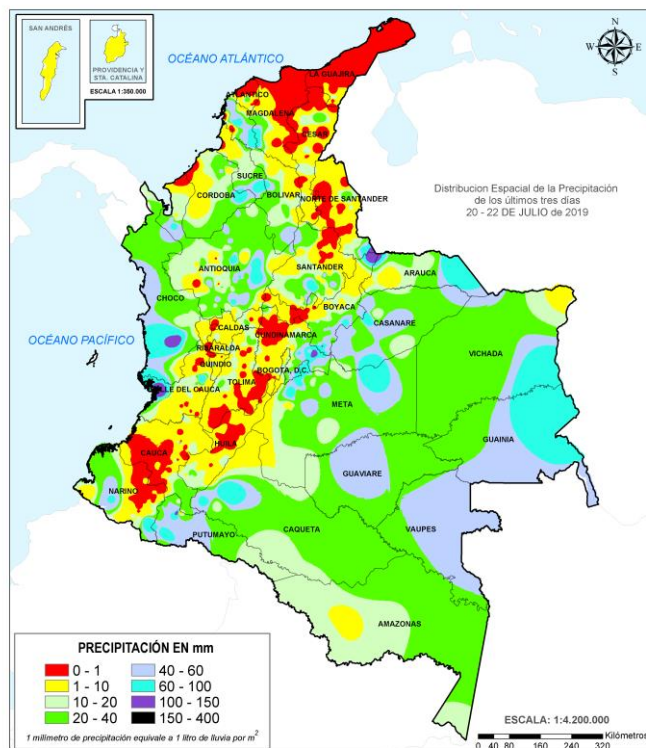 SAN ANDRÉS
PROVIDENCIA Y
STA. CATALINA
ESCALA 1:350.000
OCÉANO ATLÁNTICO
N
W E
S
LA GUAJIRA
ATLANTICO
MAGDALENA
CESAR
SUCRE
CORDOBA
BOLIVAR
NORTE DE SANTANDER
Distribucion Espacial de la Precipitación
de los últimos tres días
20 - 22 DE JULIO de 2019
ANTIOQUIA
SANTANDER
ARAUCA
CHOCO
BOYACA
CASANARE
OCÉANO PACÍFICO
CALDAS
CUNDINAMARCA
RISARALDA
VICHADA
QUINDIO
BOGOTA, D.C.
TOLIMA
VALLE DEL CAUCA
META
GUAINIA
HUILA
CAUCA
GUAVIARE
NARIÑO
VAUPES
CAQUETA
PUTUMAYO
AMAZONAS
PRECIPITACIÓN EN mm
0 - 1 40 - 60
1 - 10 60 - 100
10 - 20 100 - 150
20 - 40 150 - 400
1 milimetro de precipitación equivale a 1 litro de lluvia por m²
ESCALA: 1:4.200.000
Kilómetros
0 40 80 160 240 320